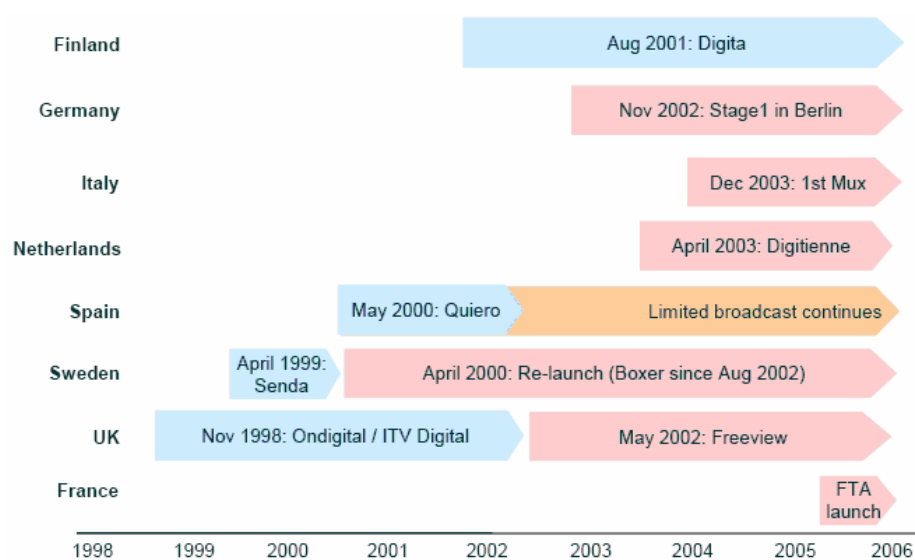 Finland
Aug 2001: Digita
Germany
Nov 2002: Stage1 in Berlin
Italy
Dec 2003: 1st Mux
Netherlands
April 2003: Digitienne
Spain
May 2000: Quiero
Limited broadcast continues
Sweden
April 1999:
Senda
April 2000: Re-launch (Boxer since Aug 2002)
UK
Nov 1998: Ondigital / ITV Digital
May 2002: Freeview
France
FTA
launch
1998 1999 2000 2001 2002 2003 2004 2005 2006